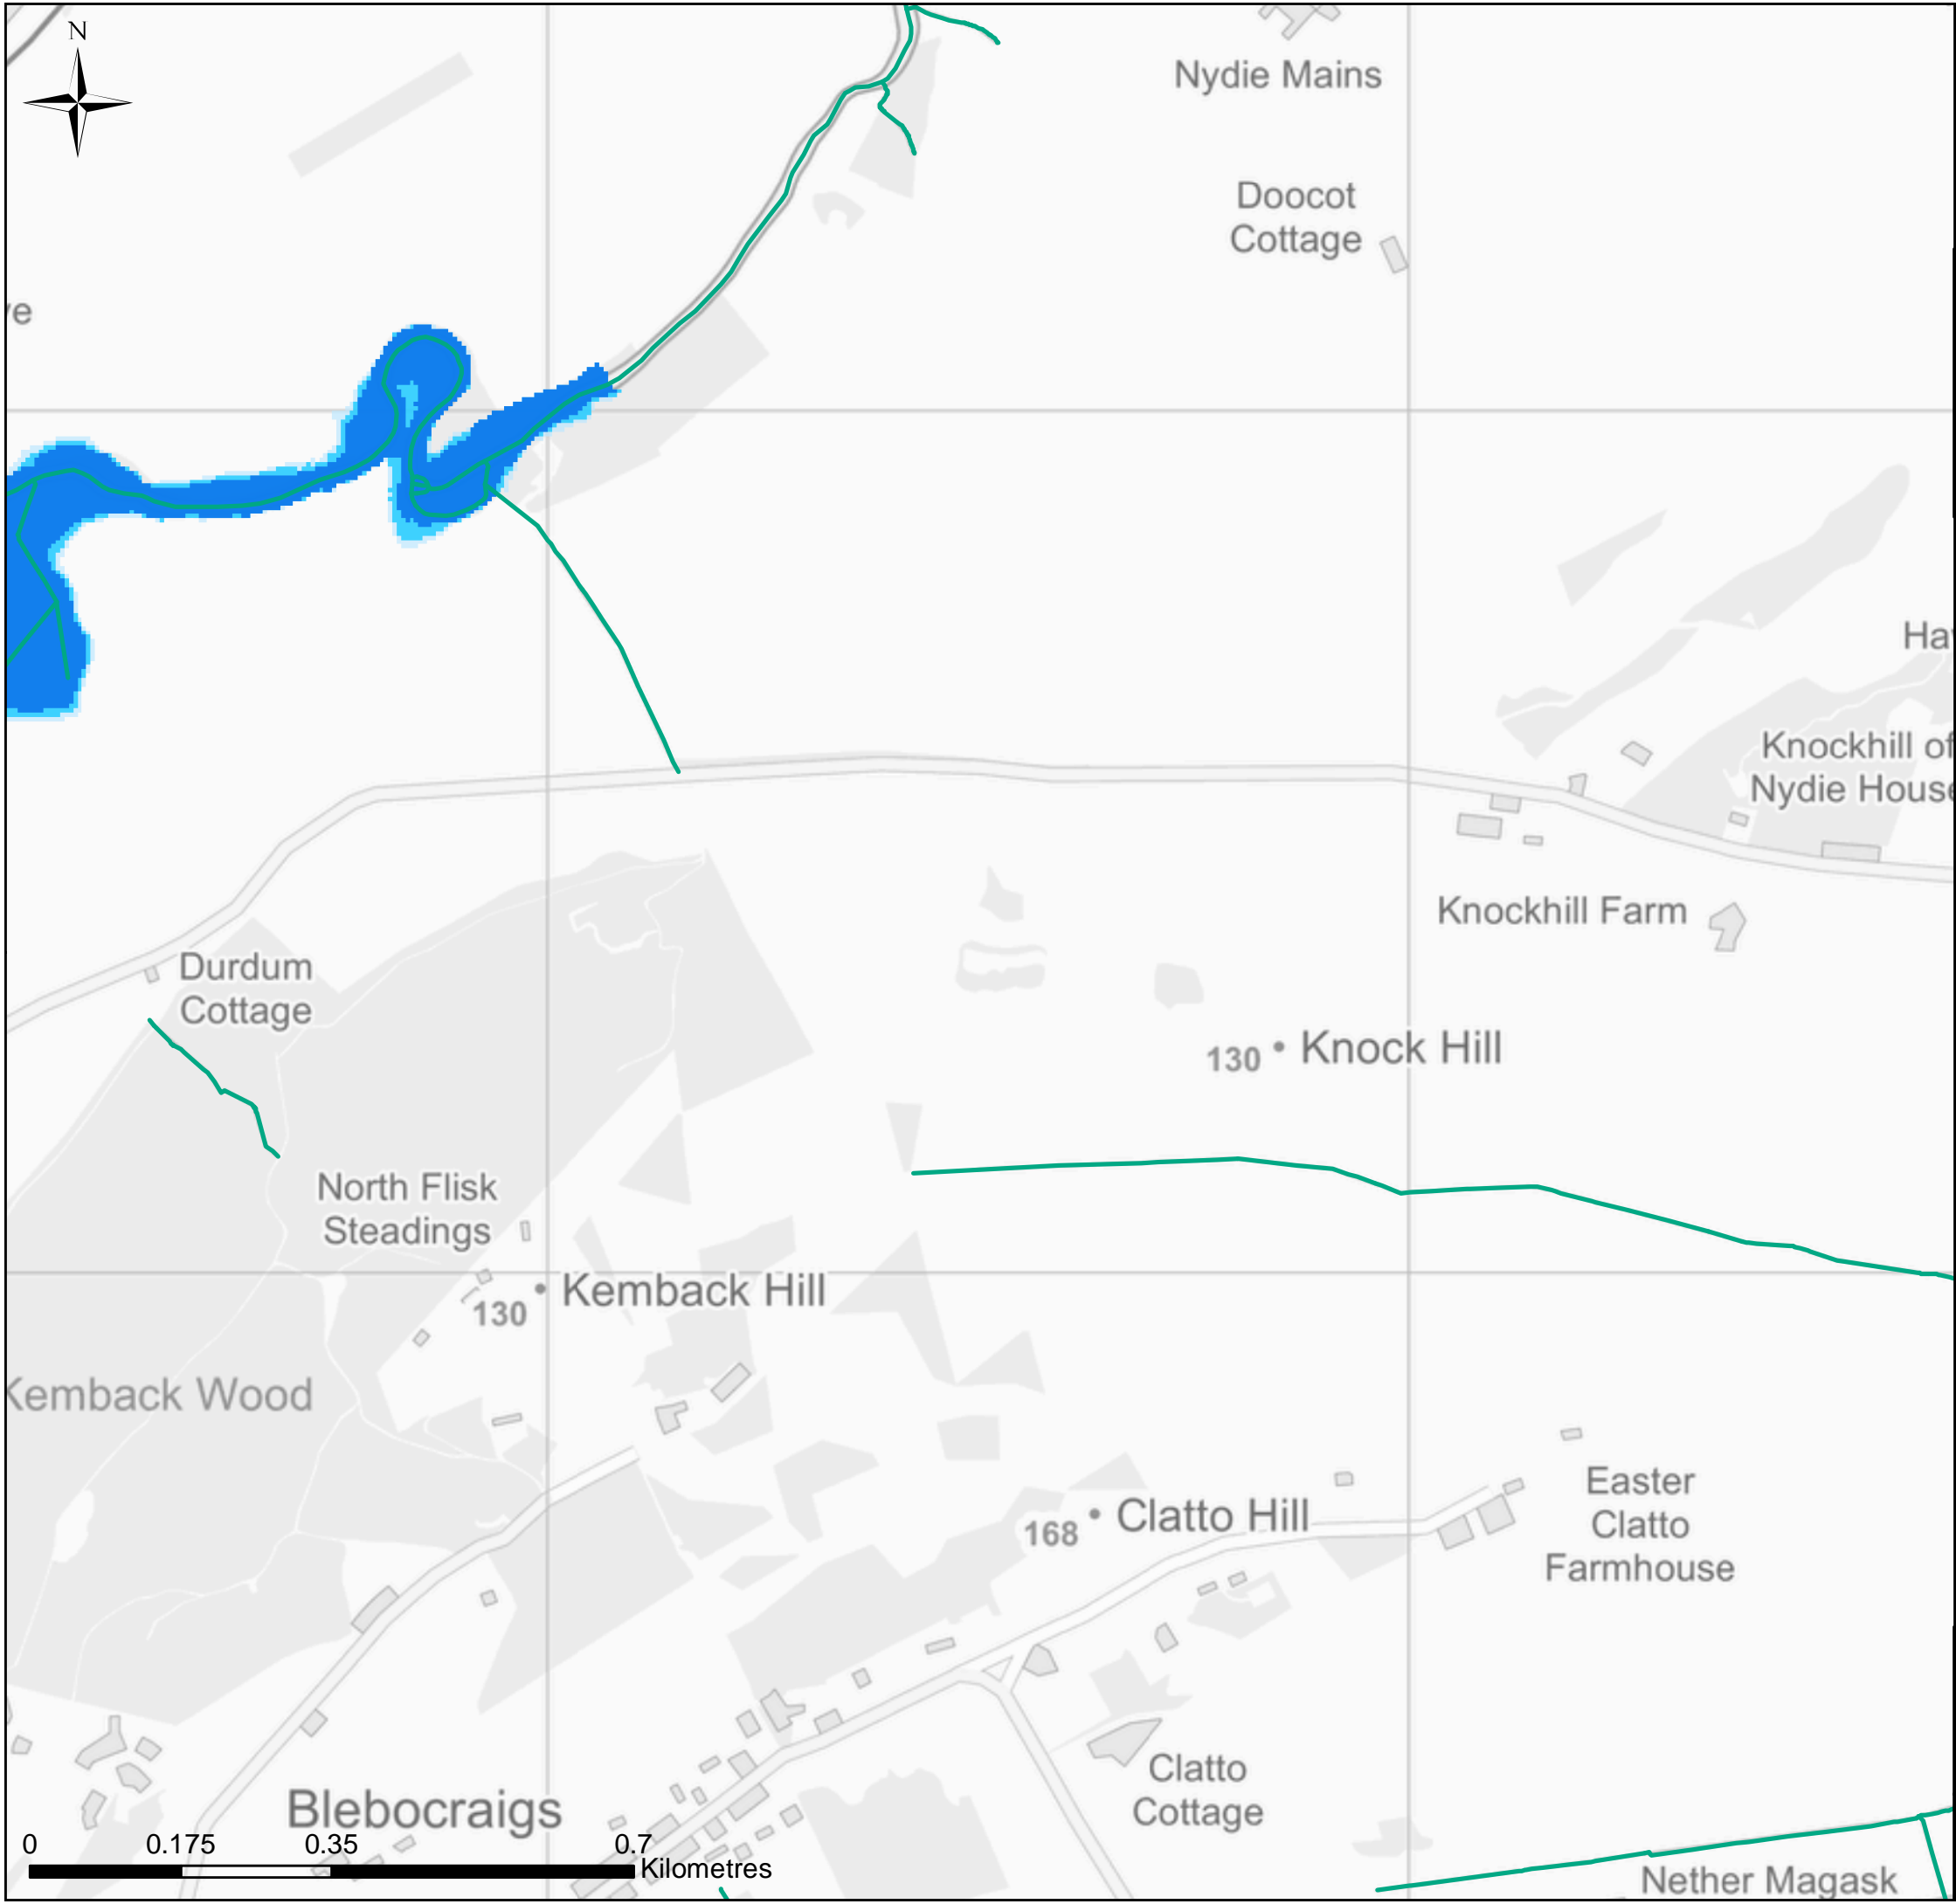 N
Nydie Mains
Doocot
Cottage
Knockhill of
Nydie House
Knockhill Farm
Durdum
Cottage
130 • Knock Hill
North Flisk
Steadings
130 • Kemback Hill
Kemback Wood
168 • Clatto Hill
Easter
Clatto
Farmhouse
Clatto
Cottage
Blebocraigs
0 0.175 0.35 0.7
Kilometres
Nether Magask